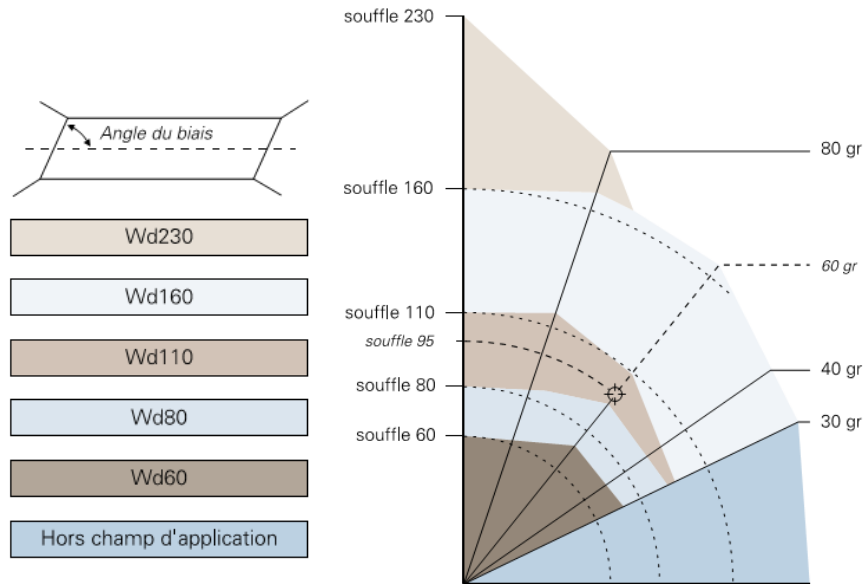 Angle du biais
Wd230
Wd160
Wd110
Wd80
Wd60
Hors champ d'application
souffle 230
souffle 160
souffle 110
souffle 95
souffle 80
souffle 60
80 gr
60 gr
40 gr
30 gr